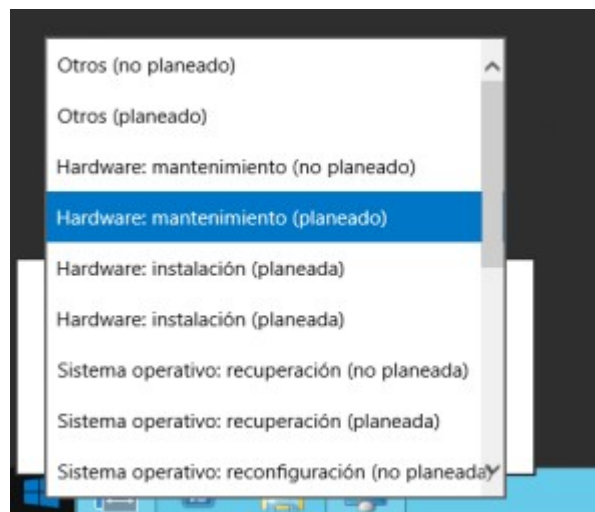 Otros (no planeado)
Otros (planeado)
Hardware: mantenimiento (no planeado)
Hardware: mantenimiento (planeado)
Hardware: instalación (planeada)
Hardware: instalación (planeada)
Sistema operativo: recuperación (no planeada)
Sistema operativo: recuperación (planeada)
Sistema operativo: reconfiguración (no planeada)